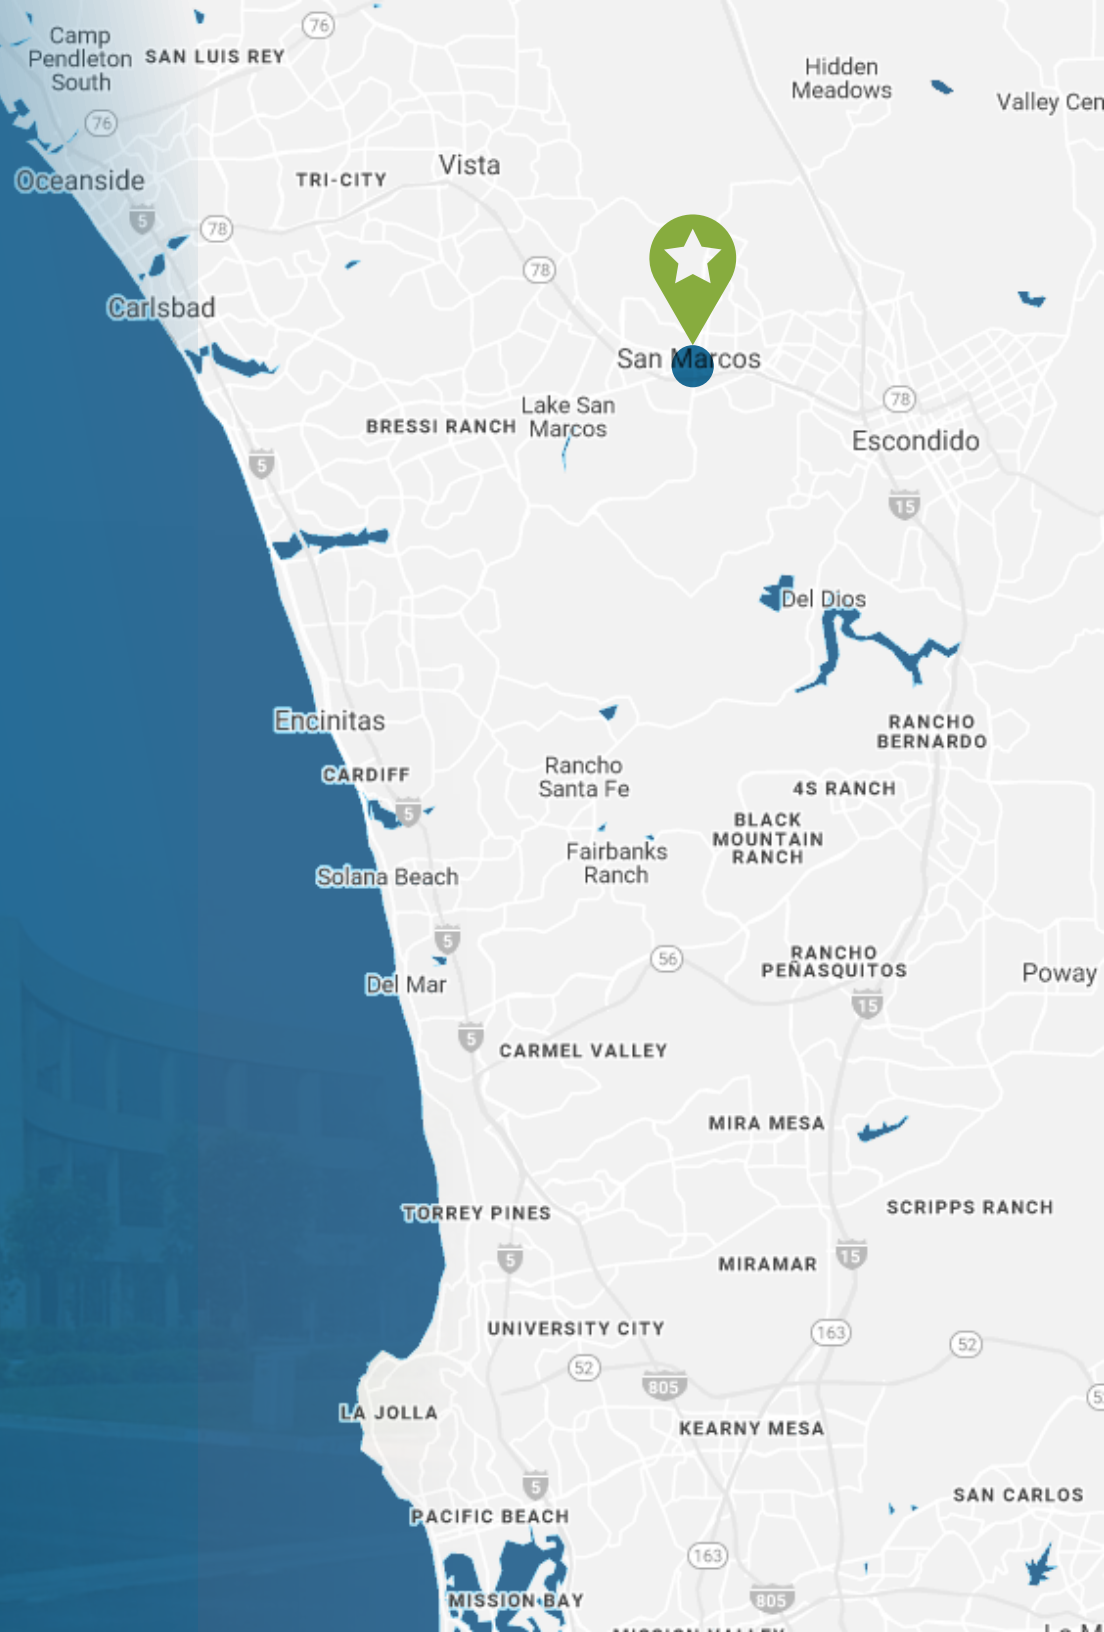 Camp
Pendleton
South
SAN LUIS REY
76
Hidden
Meadows
Valley Cen
76
Oceanside
TRI-CITY
Vista
5
78
78
Carlsbad
San Marcos
78
Lake San
Marcos
BRESSI RANCH
Escondido
5
15
Del Dios
Encinitas
RANCHO
BERNARDO
CARDIFF
Rancho
Santa Fe
4S RANCH
5
BLACK
MOUNTAIN
RANCH
Fairbanks
Ranch
Solana Beach
5
56
RANCHO
PEÑASQUITOS
Poway
Del Mar
15
5
CARMEL VALLEY
MIRA MESA
TORREY PINES
SCRIPPS RANCH
5
MIRAMAR
15
UNIVERSITY CITY
163
52
52
805
5
LA JOLLA
KEARNY MESA
5
SAN CARLOS
PACIFIC BEACH
163
MISSION BAY
805
MISSION VALLEY
La M